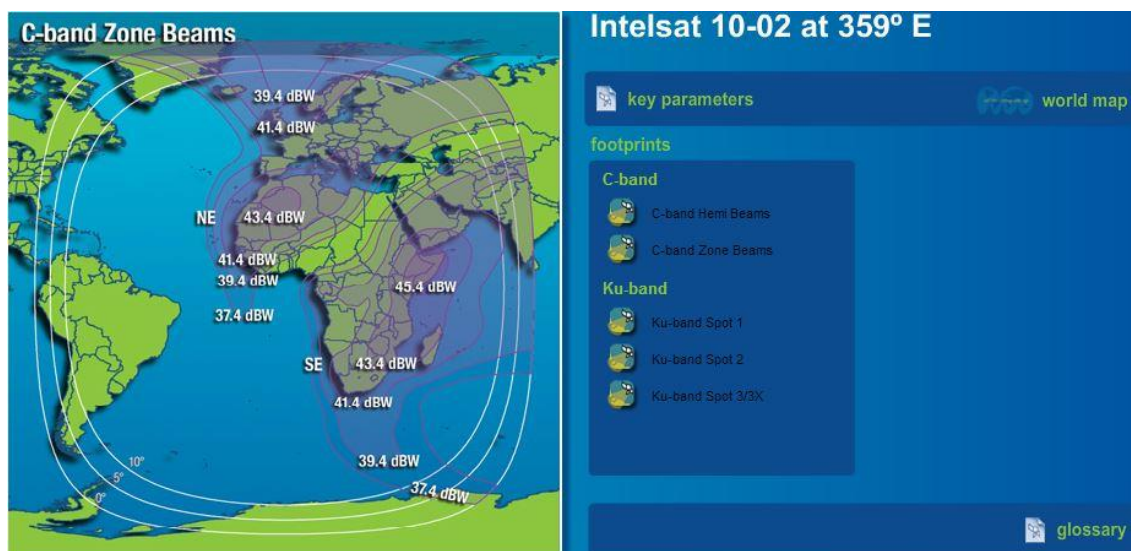 C-band Zone Beams
39.4 dBW
41.4 dBW
NE
43.4 dBW
41.4 dBW
39.4 dBW
45.4 dBW
37.4 dBW
SE
43.4 dBW
41.4 dBW
39.4 dBW
37.4 dBW
10°
5°
0°
Intelsat 10-02 at 359º E
key parameters
world map
footprints
C-band
C-band Hemi Beams
C-band Zone Beams
Ku-band
Ku-band Spot 1
Ku-band Spot 2
Ku-band Spot 3/3X
glossary